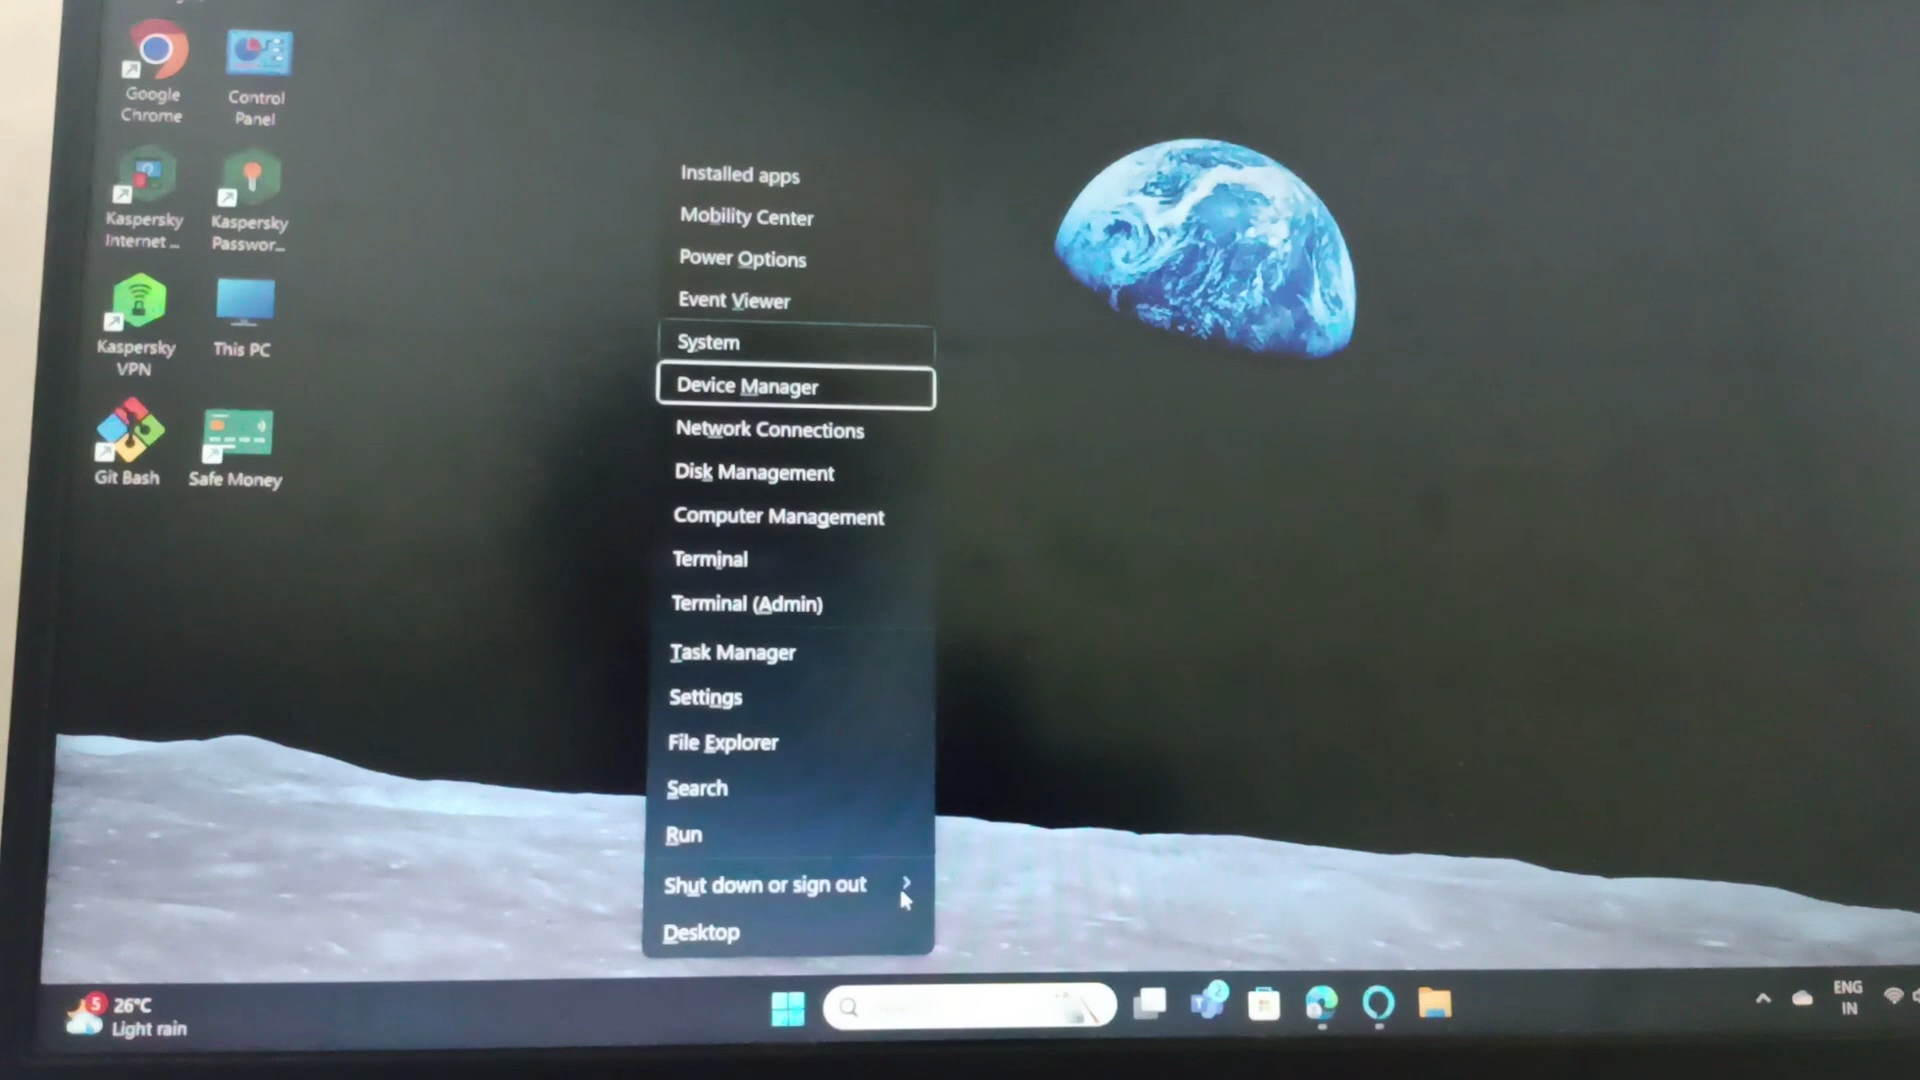 Google
Chrome
Control
Panel
Kaspersky
Internet ...
Kaspersky
Passwor...
Kaspersky
VPN
This PC
Git Bash
Safe Money
Installed apps
Mobility Center
Power Options
Event Viewer
System
Device Manager
Network Connections
Disk Management
Computer Management
Terminal
Terminal (Admin)
Task Manager
Settings
File Explorer
Search
Run
Shut down or sign out
Desktop
5
26°C
Light rain
2
ENG
IN